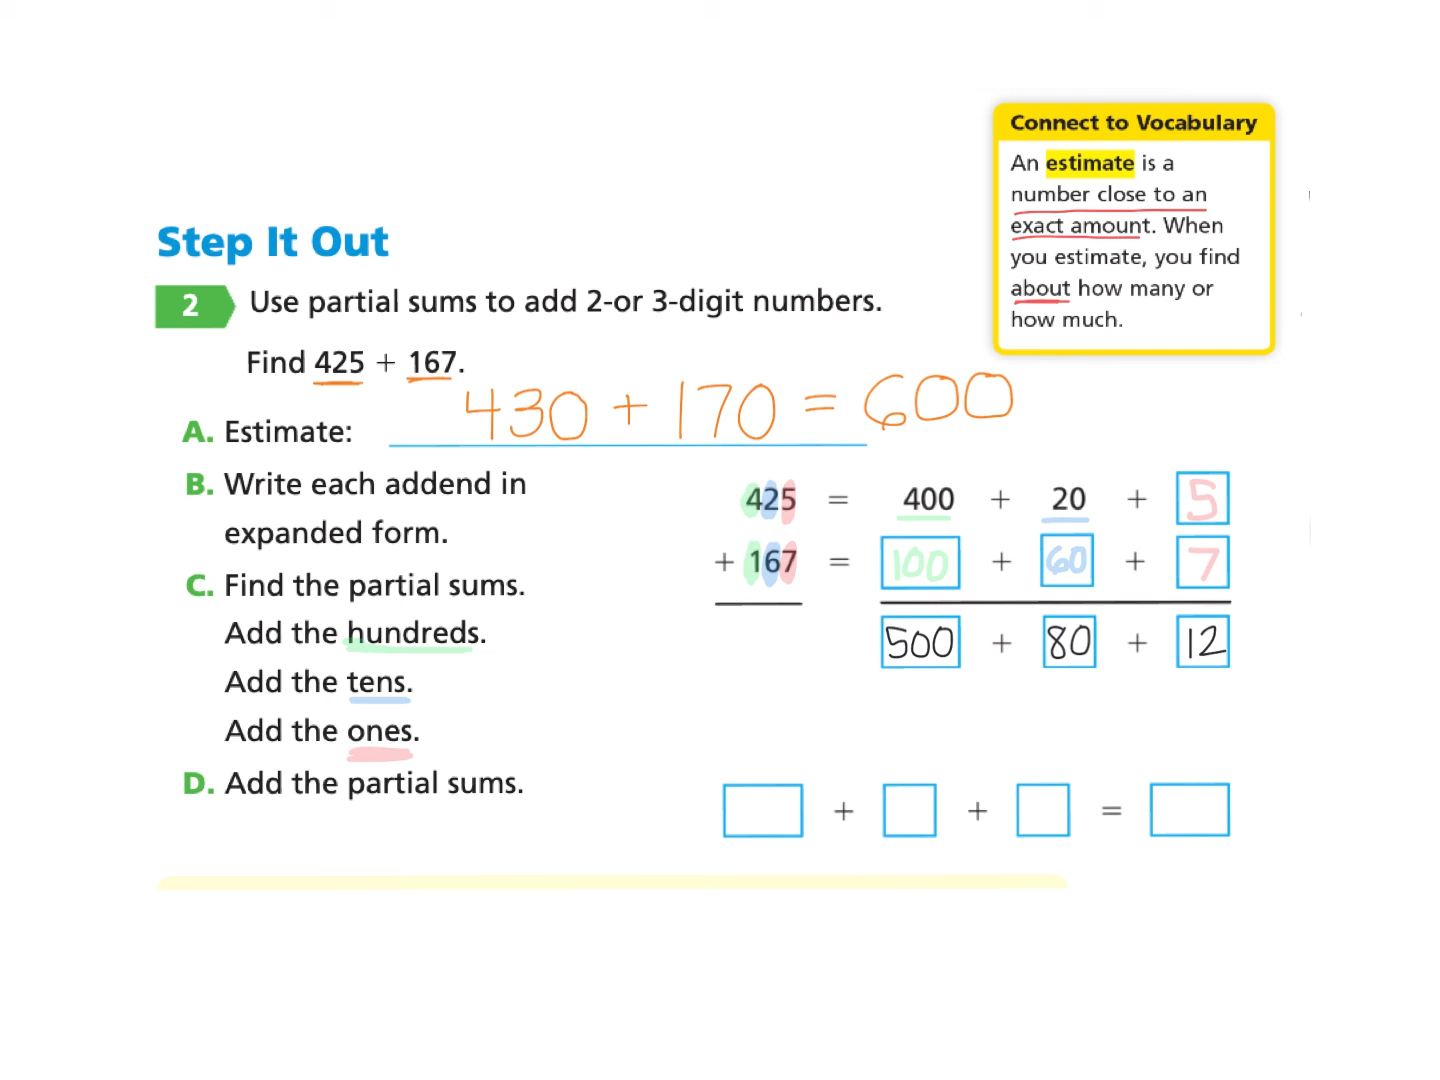 Connect to Vocabulary
An estimate is a
number close to an
exact amount. When
you estimate, you find
about how many or
how much.
Step It Out
2 Use partial sums to add 2-or 3-digit numbers.
Find 425 + 167.
430 + 170 = 600
A. Estimate:
B. Write each addend in
expanded form.
425 = 400 + 20 + 5
+ 167 = 100 + 60 + 7
C. Find the partial sums.
Add the hundreds.
500 + 80 + 12
Add the tens.
Add the ones.
D. Add the partial sums.
+ + =